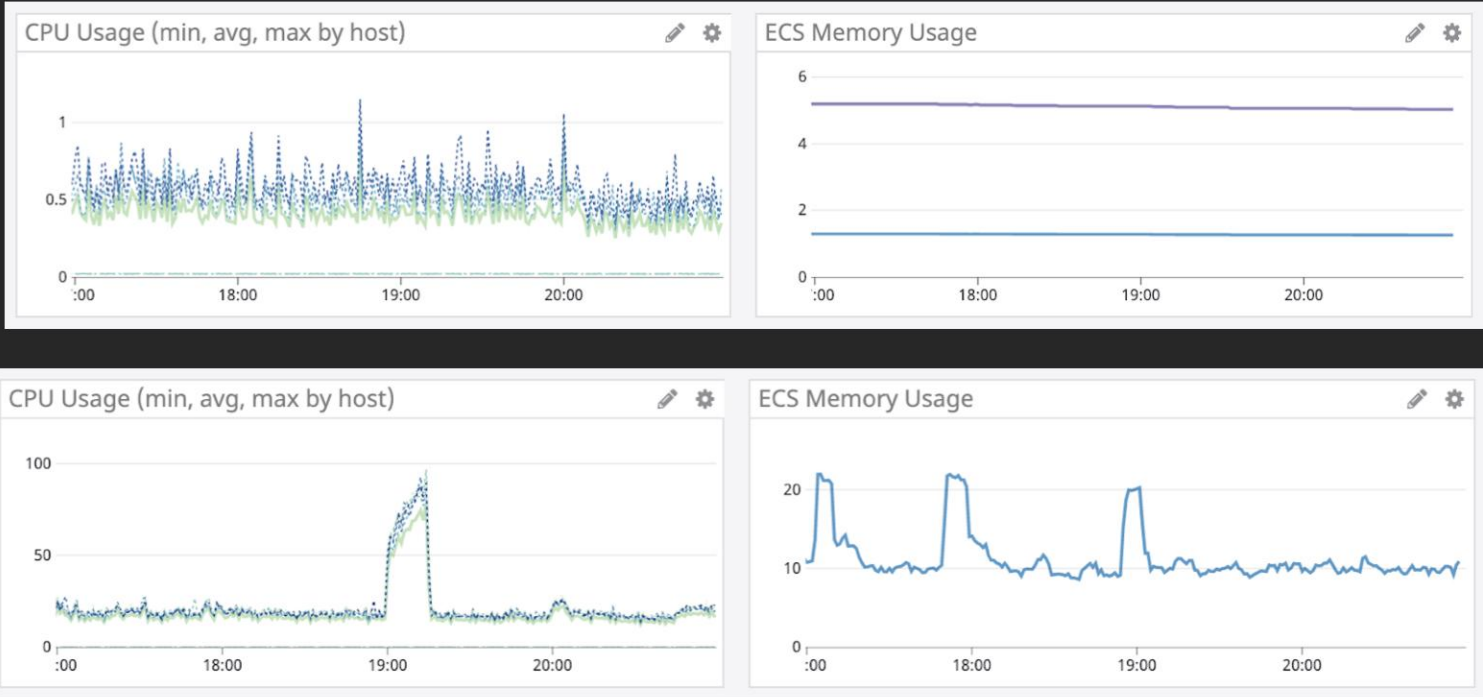 CPU Usage (min, avg, max by host)
1
0.5
0
:00 18:00 19:00 20:00
ECS Memory Usage
6
4
2
0
:00 18:00 19:00 20:00
CPU Usage (min, avg, max by host)
100
50
0
:00 18:00 19:00 20:00
ECS Memory Usage
20
10
0
:00 18:00 19:00 20:00